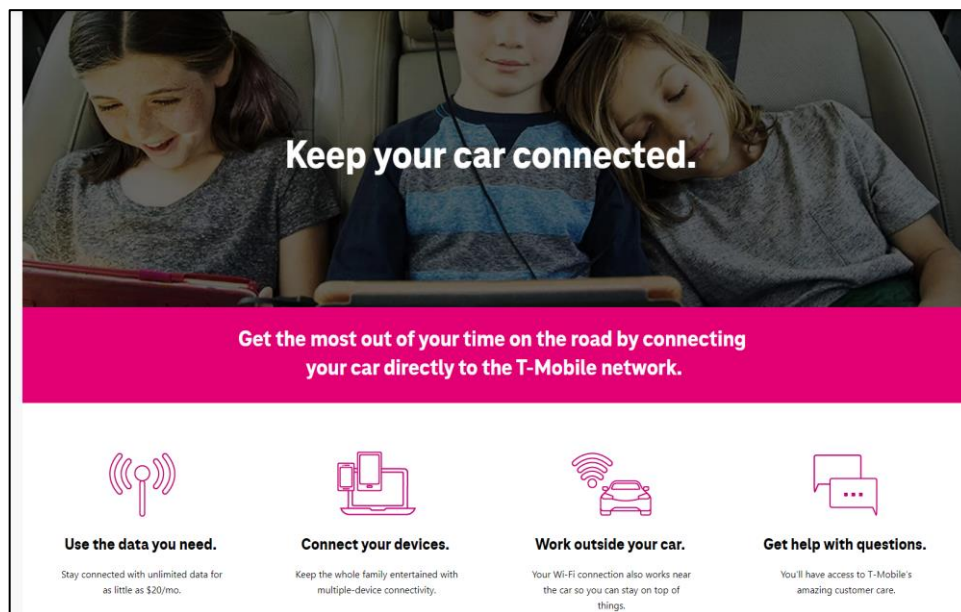 Keep your car connected.
Get the most out of your time on the road by connecting
your car directly to the T-Mobile network.
Use the data you need.
Stay connected with unlimited data for
as little as $20/mo.
Connect your devices.
Keep the whole family entertained with
multiple-device connectivity.
Work outside your car.
Your Wi-Fi connection also works near
the car so you can stay on top of
things.
Get help with questions.
You'll have access to T-Mobile's
amazing customer care.